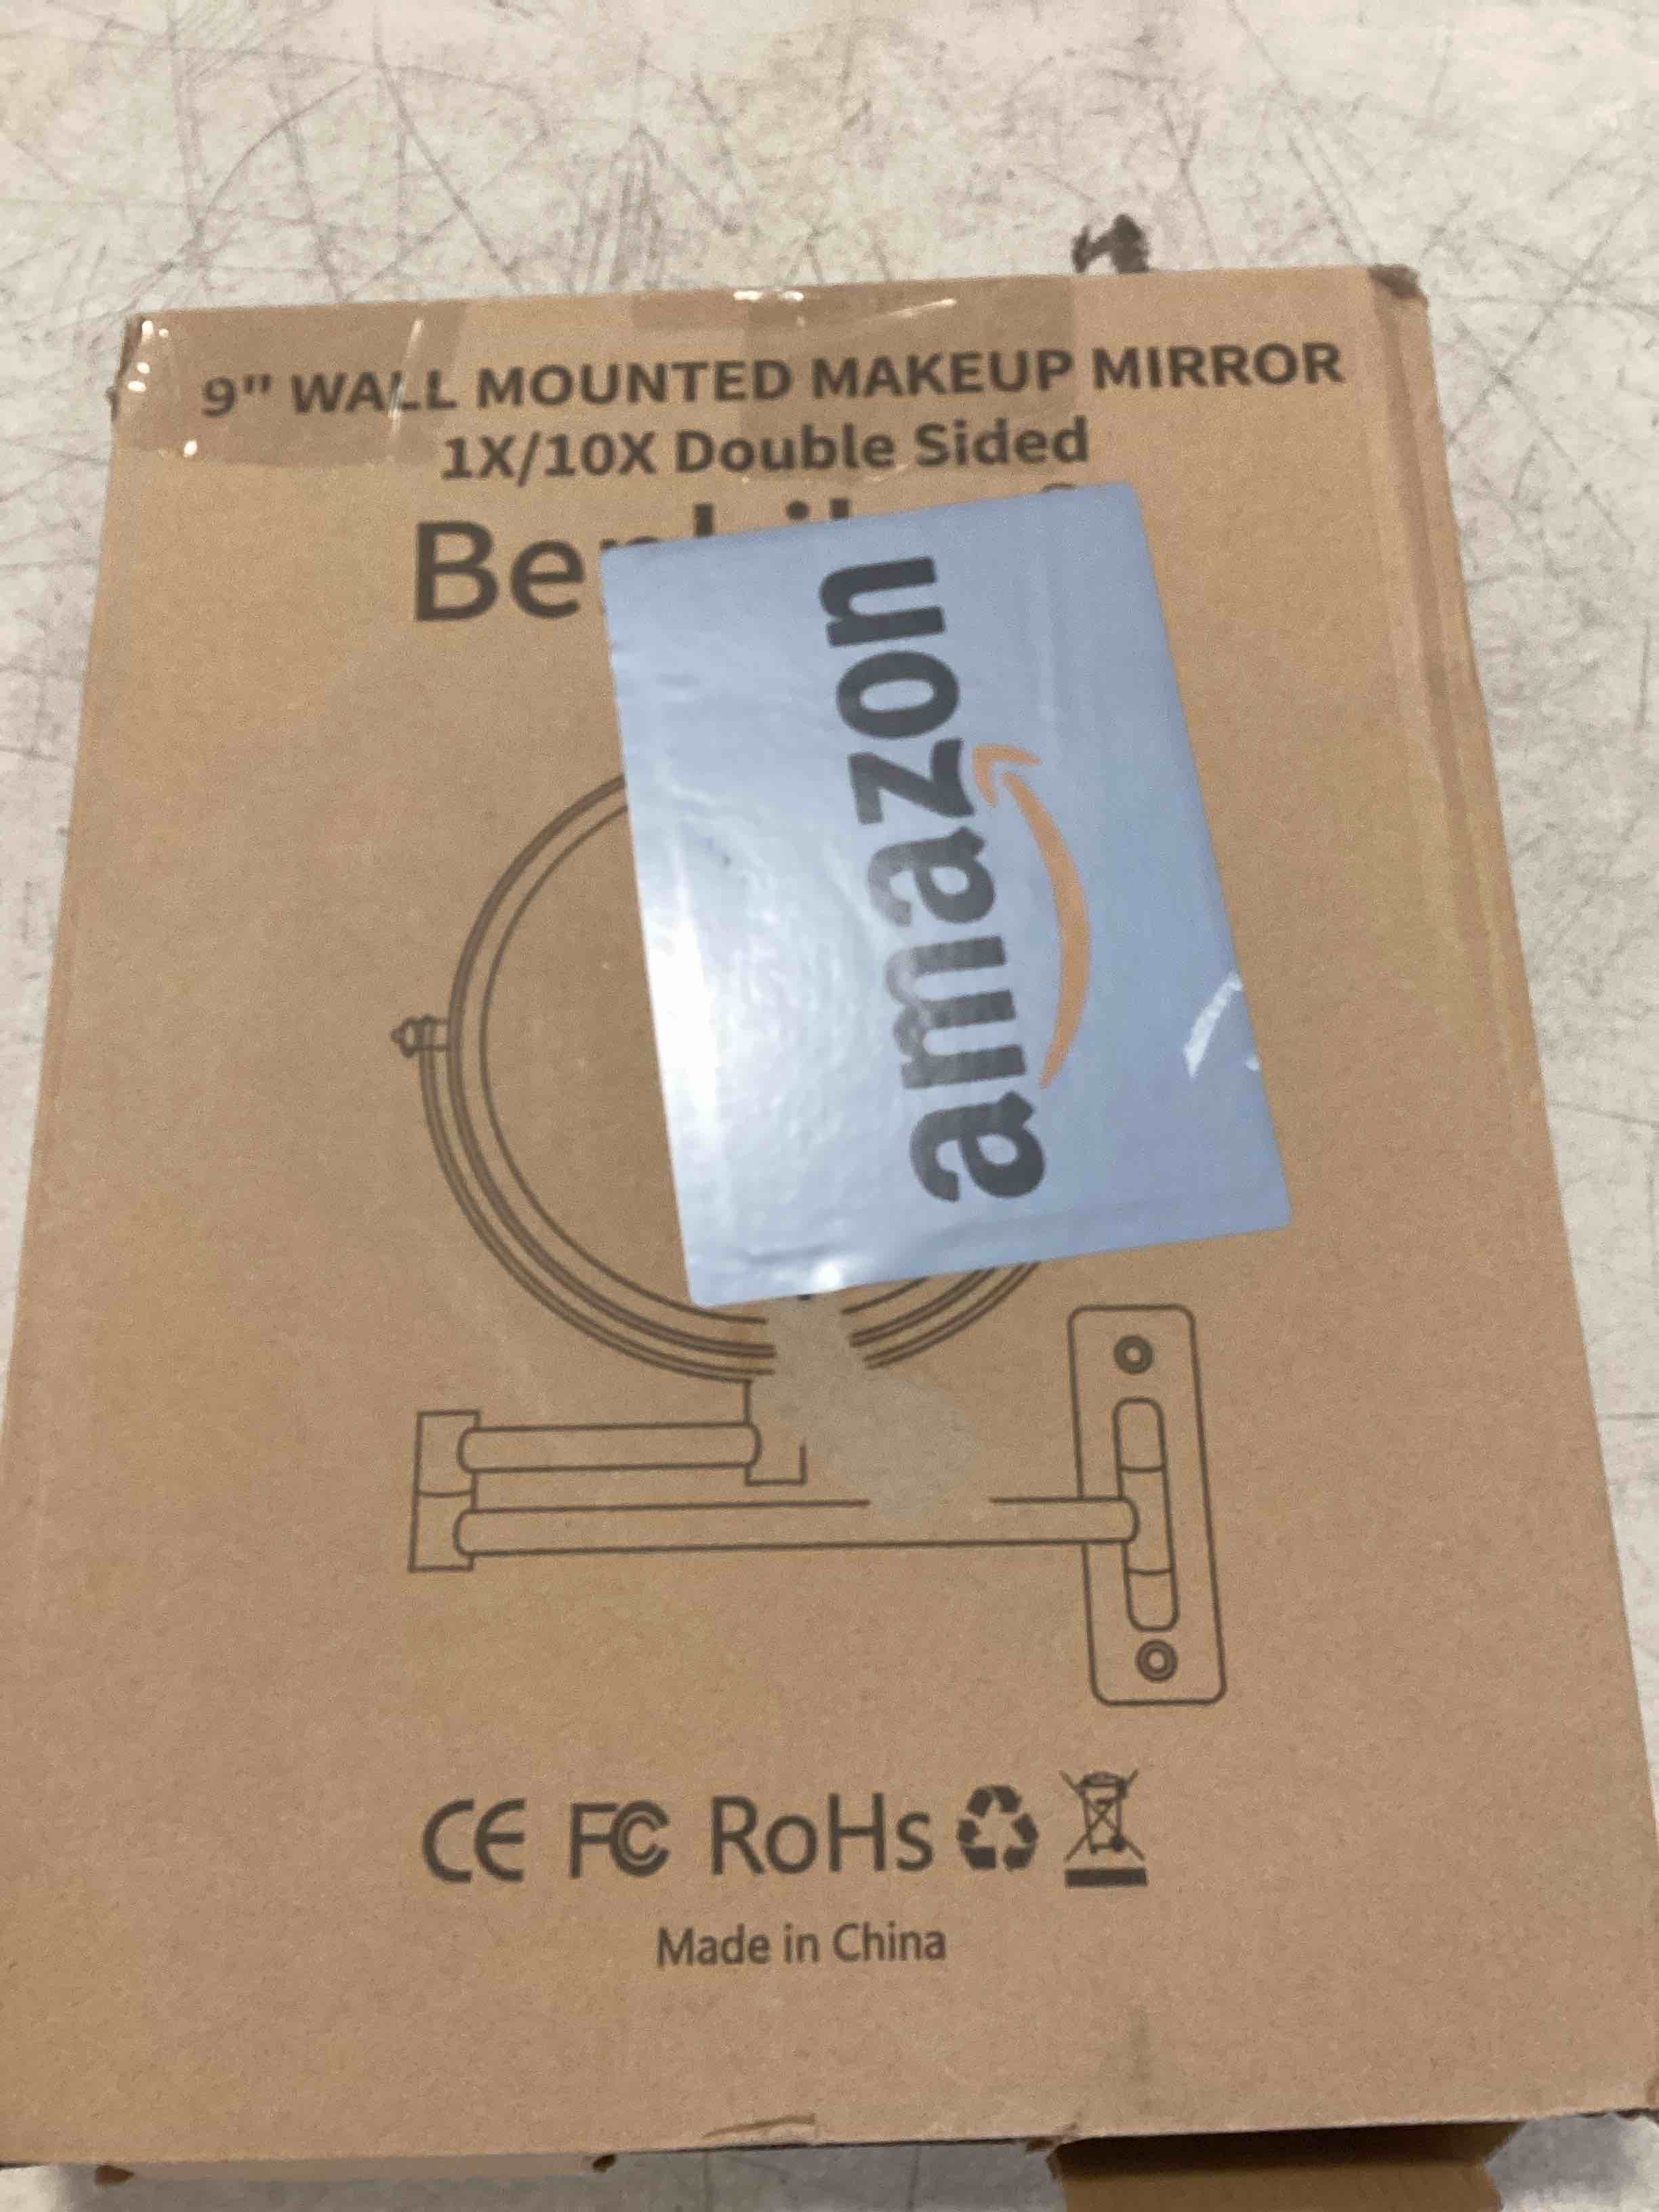 9" WALL MOUNTED MAKEUP MIRROR
1X/10X Double Sided
amazon
CE FC RoHs
Made in China